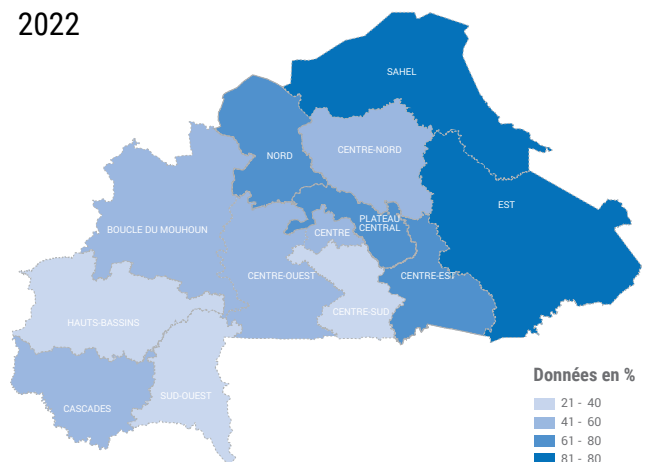 2022
SAHEL
NORD
CENTRE-NORD
EST
PLATEAU
CENTRAL
BOUCLE DU MOUHOUN
CENTRE
CENTRE-OUEST
CENTRE-EST
CENTRE-SUD
HAUTS-BASSINS
SUD-OUEST
CASCADES
Données en %
21 - 40
41 - 60
61 - 80
81 - 80